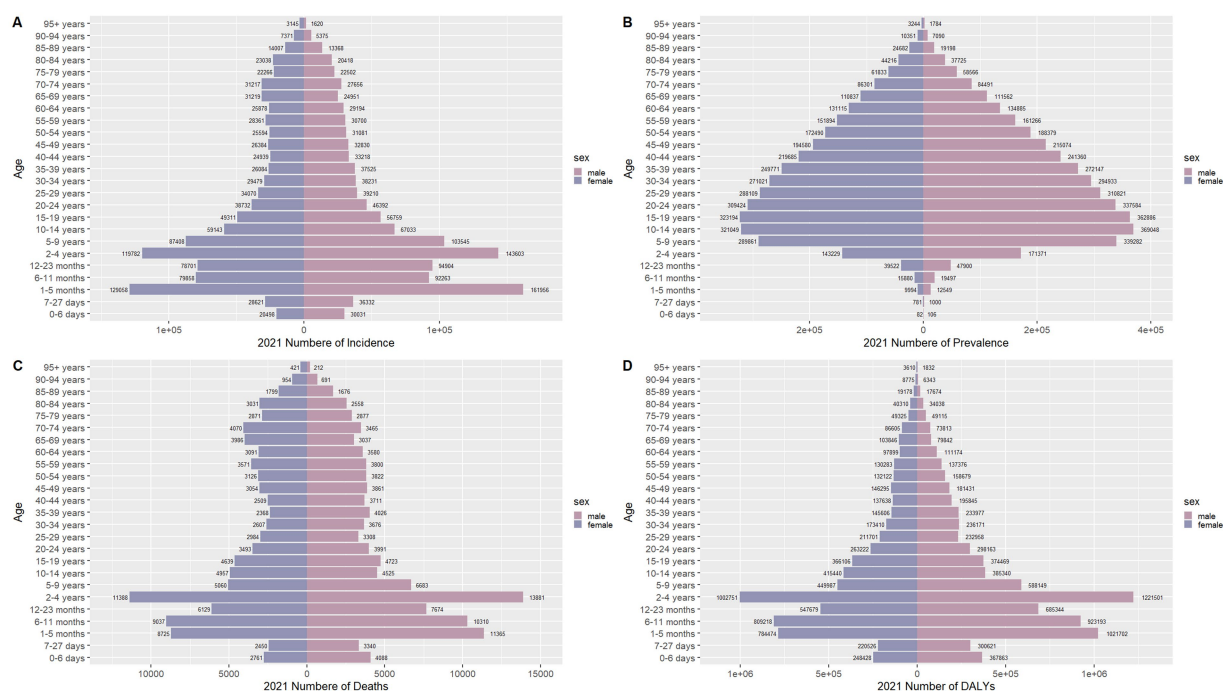 A
95+ years 3145 1620
90-94 years 7371 5375
85-89 years 14007 13368
80-84 years 23038 20418
75-79 years 22266 22502
70-74 years 31217 27656
65-69 years 31219 24951
60-64 years 25878 29194
55-59 years 28361 30700
50-54 years 25594 31081
45-49 years 26384 32830
40-44 years 24939 33218
35-39 years 26084 37525
30-34 years 29479 38231
25-29 years 34070 39210
20-24 years 38732 46392
15-19 years 49311 56759
10-14 years 59143 67033
5-9 years 87408 103545
2-4 years 119782 143603
12-23 months 78701 94904
6-11 months 79858 92263
1-5 months 129058 161956
7-27 days 28621 36332
0-6 days 20498 30031
Age
1e+05 0 1e+05
2021 Numbere of Incidence
sex
male
female
B
95+ years 3244 1784
90-94 years 10351 7090
85-89 years 24682 19198
80-84 years 44216 37725
75-79 years 61833 58566
70-74 years 86301 84491
65-69 years 110837 111562
60-64 years 131115 134885
55-59 years 151894 161266
50-54 years 172490 188379
45-49 years 194580 215074
40-44 years 219685 241360
35-39 years 249771 272147
30-34 years 271021 294933
25-29 years 288109 310821
20-24 years 309424 337584
15-19 years 323194 362886
10-14 years 321049 369048
5-9 years 289861 339282
2-4 years 143229 171371
12-23 months 39522 47900
6-11 months 15880 19497
1-5 months 9994 12549
7-27 days 781 1000
0-6 days 82 106
Age
2e+05 0 2e+05 4e+05
2021 Numbere of Prevalence
sex
male
female
C
95+ years 421 212
90-94 years 954 691
85-89 years 1799 1676
80-84 years 3031 2558
75-79 years 2871 2877
70-74 years 4070 3465
65-69 years 3986 3037
60-64 years 3091 3580
55-59 years 3571 3800
50-54 years 3126 3822
45-49 years 3054 3861
40-44 years 2509 3711
35-39 years 2368 4026
30-34 years 2607 3676
25-29 years 2984 3308
20-24 years 3493 3991
15-19 years 4639 4723
10-14 years 4957 4525
5-9 years 5060 6683
2-4 years 11388 13881
12-23 months 6129 7674
6-11 months 9037 10310
1-5 months 8725 11365
7-27 days 2450 3340
0-6 days 2761 4088
Age
10000 5000 0 5000 10000 15000
2021 Numbere of Deaths
sex
male
female
D
95+ years 3610 1832
90-94 years 8775 6343
85-89 years 19178 17674
80-84 years 40310 34038
75-79 years 49325 49115
70-74 years 86605 73813
65-69 years 103846 79842
60-64 years 97899 111174
55-59 years 130283 137376
50-54 years 132122 158679
45-49 years 146295 181431
40-44 years 137638 195845
35-39 years 145606 233977
30-34 years 173410 236171
25-29 years 211701 232958
20-24 years 263222 298163
15-19 years 366106 374469
10-14 years 415440 385340
5-9 years 449987 588149
2-4 years 1002751 1221501
12-23 months 547679 685344
6-11 months 809218 923193
1-5 months 784474 1021702
7-27 days 220526 300621
0-6 days 248428 367863
Age
1e+06 5e+05 0 5e+05 1e+06
2021 Number of DALYs
sex
male
female